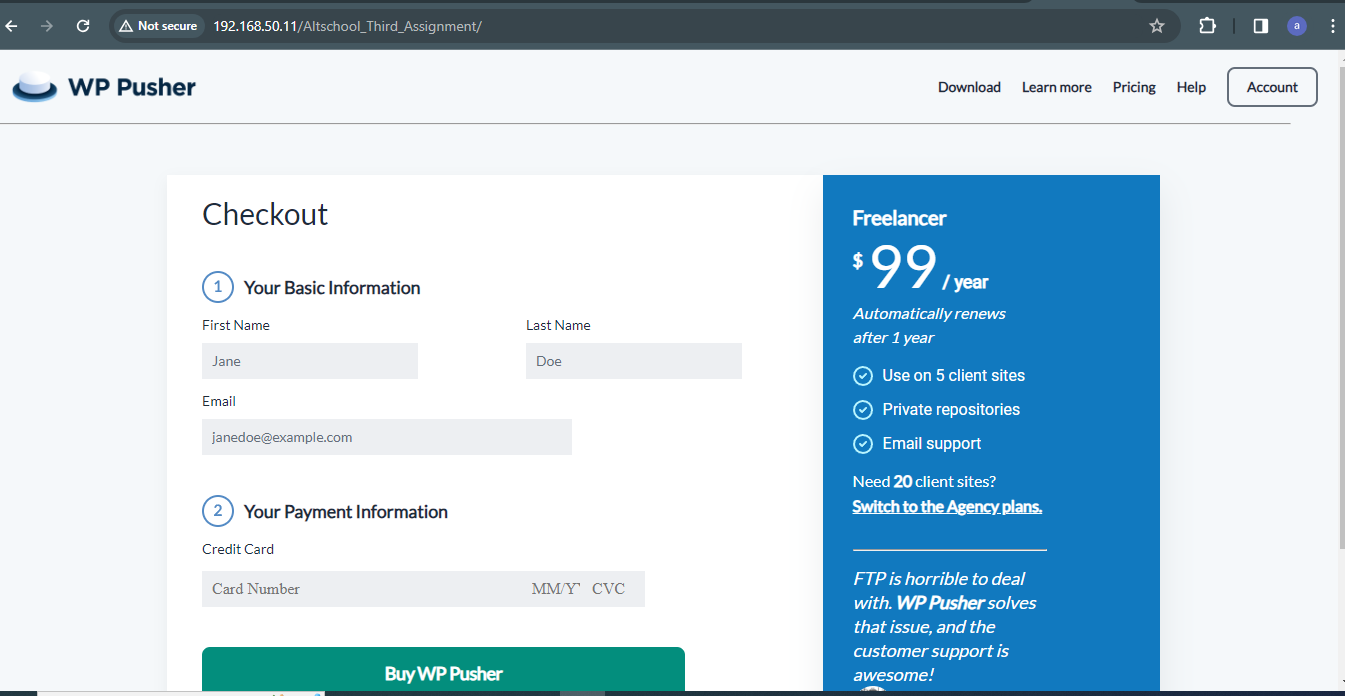 Not secure 192.168.50.11/Altschool_Third_Assignment/ a
WP Pusher Download Learn more Pricing Help Account
Checkout
1 Your Basic Information
First Name Last Name
Jane Doe
Email
janedoe@example.com
2 Your Payment Information
Credit Card
Card Number MM/Y CVC
Buy WP Pusher
Freelancer
$99 / year
Automatically renews
after 1 year
Use on 5 client sites
Private repositories
Email support
Need 20 client sites?
Switch to the Agency plans.
FTP is horrible to deal
with. WP Pusher solves
that issue, and the
customer support is
awesome!